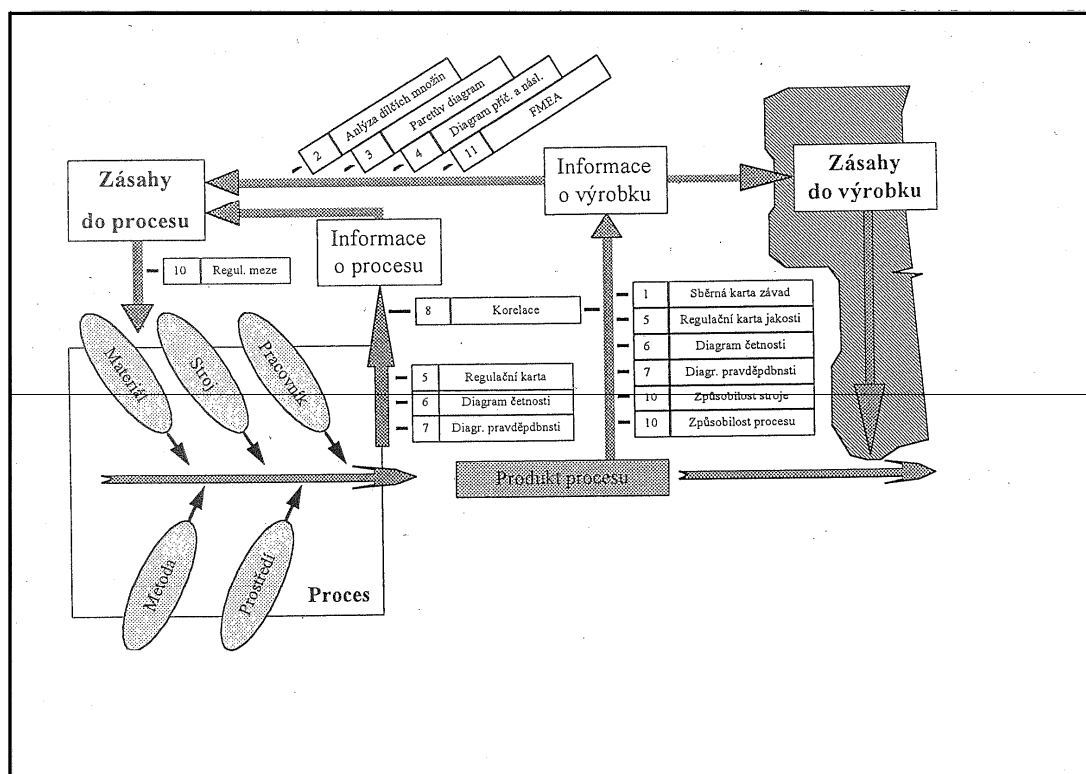 2 Anlýza dílčích množin
3 Paretův diagram
4 Diagram příč. a násl.
11 FMEA
Zásahy
do procesu
Informace
o výrobku
Zásahy
do výrobku
Informace
o procesu
10 Regul. meze
8 Korelace
1 Sběrná karta závad
5 Regulační karta jakosti
6 Diagram četnosti
7 Diagr. pravděpdbnsti
10 Způsobilost stroje
10 Způsobilost procesu
5 Regulační karta
6 Diagram četnosti
7 Diagr. pravděpdbnsti
Materiál
Stroj
Pracovník
Produkt procesu
Metoda
Prostředí
Proces